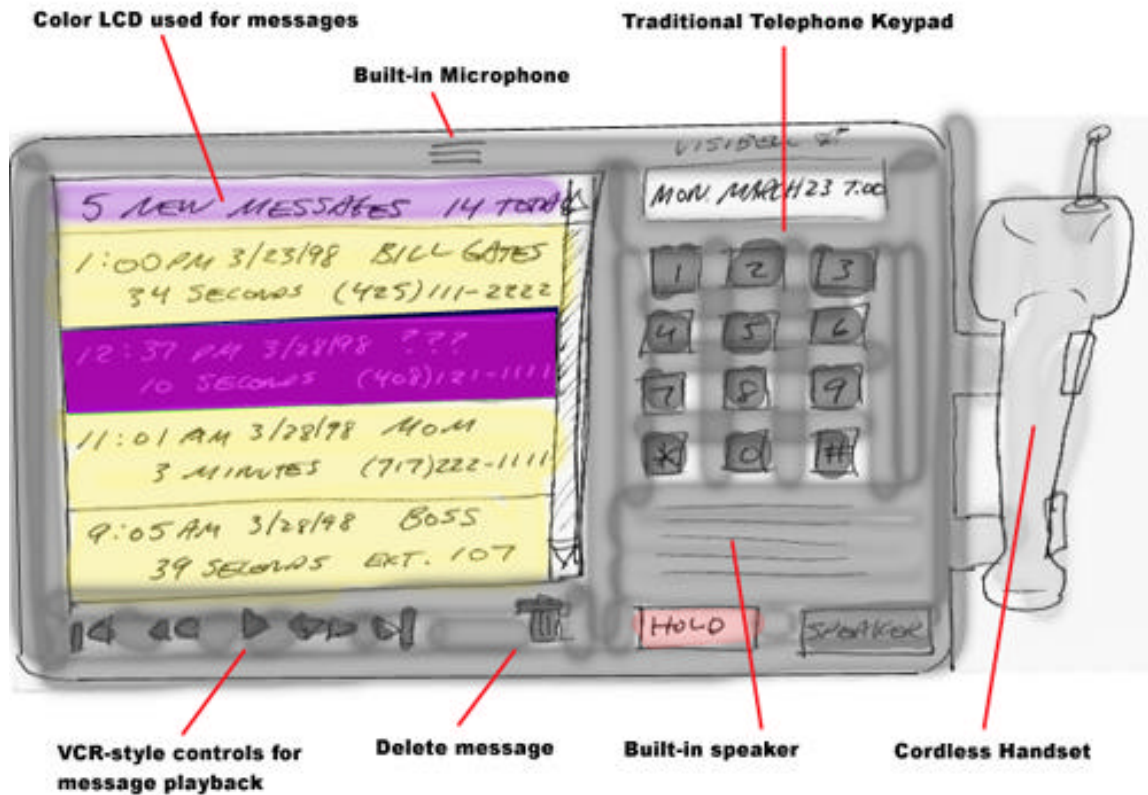 Color LCD used for messages
Traditional Telephone Keypad
Built-in Microphone
VISIBELL
5 NEW MESSAGES 14 TOTAL
MON. MARCH 23 7:00
1:00 PM 3/23/98 BILL GATES
34 SECONDS (425)111-2222
12:37 PM 3/28/98 ???
10 SECONDS (408)121-1111
11:01 AM 3/28/98 MOM
3 MINUTES (717)222-1111
9:05 AM 3/28/98 BOSS
39 SECONDS EXT. 107
1 2 3
4 5 6
7 8 9
* 0 #
HOLD
SPEAKER
VCR-style controls for
message playback
Delete message
Built-in speaker
Cordless Handset